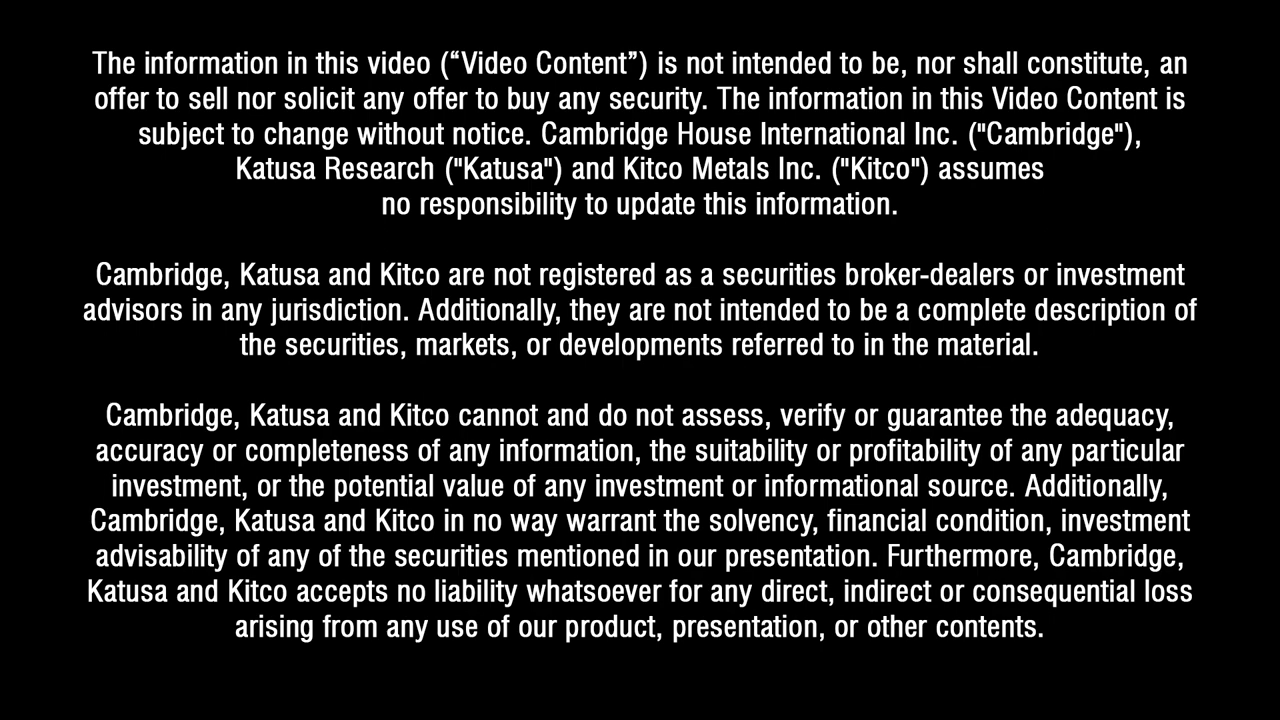 The information in this video (“Video Content”) is not intended to be, nor shall constitute, an
offer to sell nor solicit any offer to buy any security. The information in this Video Content is
subject to change without notice. Cambridge House International Inc. ("Cambridge"),
Katusa Research ("Katusa") and Kitco Metals Inc. ("Kitco") assumes
no responsibility to update this information.
Cambridge, Katusa and Kitco are not registered as a securities broker-dealers or investment
advisors in any jurisdiction. Additionally, they are not intended to be a complete description of
the securities, markets, or developments referred to in the material.
Cambridge, Katusa and Kitco cannot and do not assess, verify or guarantee the adequacy,
accuracy or completeness of any information, the suitability or profitability of any particular
investment, or the potential value of any investment or informational source. Additionally,
Cambridge, Katusa and Kitco in no way warrant the solvency, financial condition, investment
advisability of any of the securities mentioned in our presentation. Furthermore, Cambridge,
Katusa and Kitco accepts no liability whatsoever for any direct, indirect or consequential loss
arising from any use of our product, presentation, or other contents.